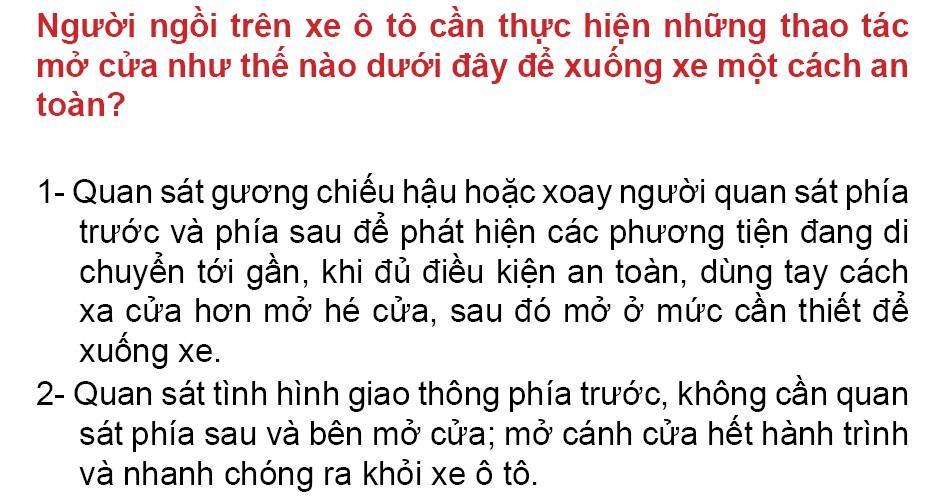 Người ngồi trên xe ô tô cần thực hiện những thao tác
mở cửa như thế nào dưới đây để xuống xe một cách an
toàn?
1- Quan sát gương chiếu hậu hoặc xoay người quan sát phía
trước và phía sau để phát hiện các phương tiện đang di
chuyển tới gần, khi đủ điều kiện an toàn, dùng tay cách
xa cửa hơn mở hé cửa, sau đó mở ở mức cần thiết để
xuống xe.
2- Quan sát tình hình giao thông phía trước, không cần quan
sát phía sau và bên mở cửa; mở cánh cửa hết hành trình
và nhanh chóng ra khỏi xe ô tô.